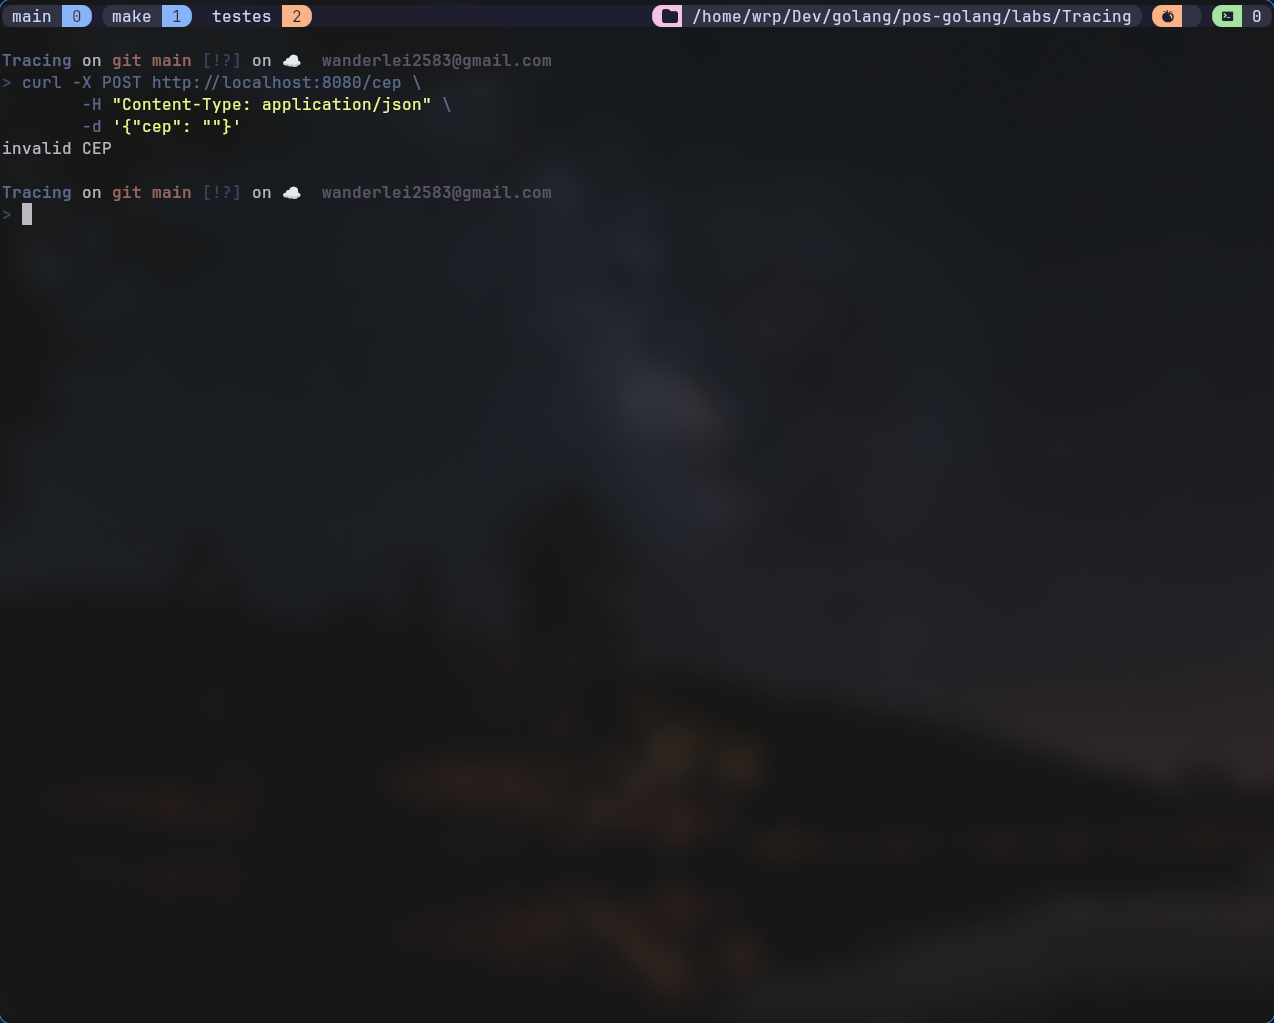 main 0 make 1 testes 2 /home/wrp/Dev/golang/pos-golang/labs/Tracing 0
Tracing on git main [!?] on ☁️ wanderlei2583@gmail.com
> curl -X POST http://localhost:8080/cep \
-H "Content-Type: application/json" \
-d '{"cep": ""}'
invalid CEP
Tracing on git main [!?] on ☁️ wanderlei2583@gmail.com
>